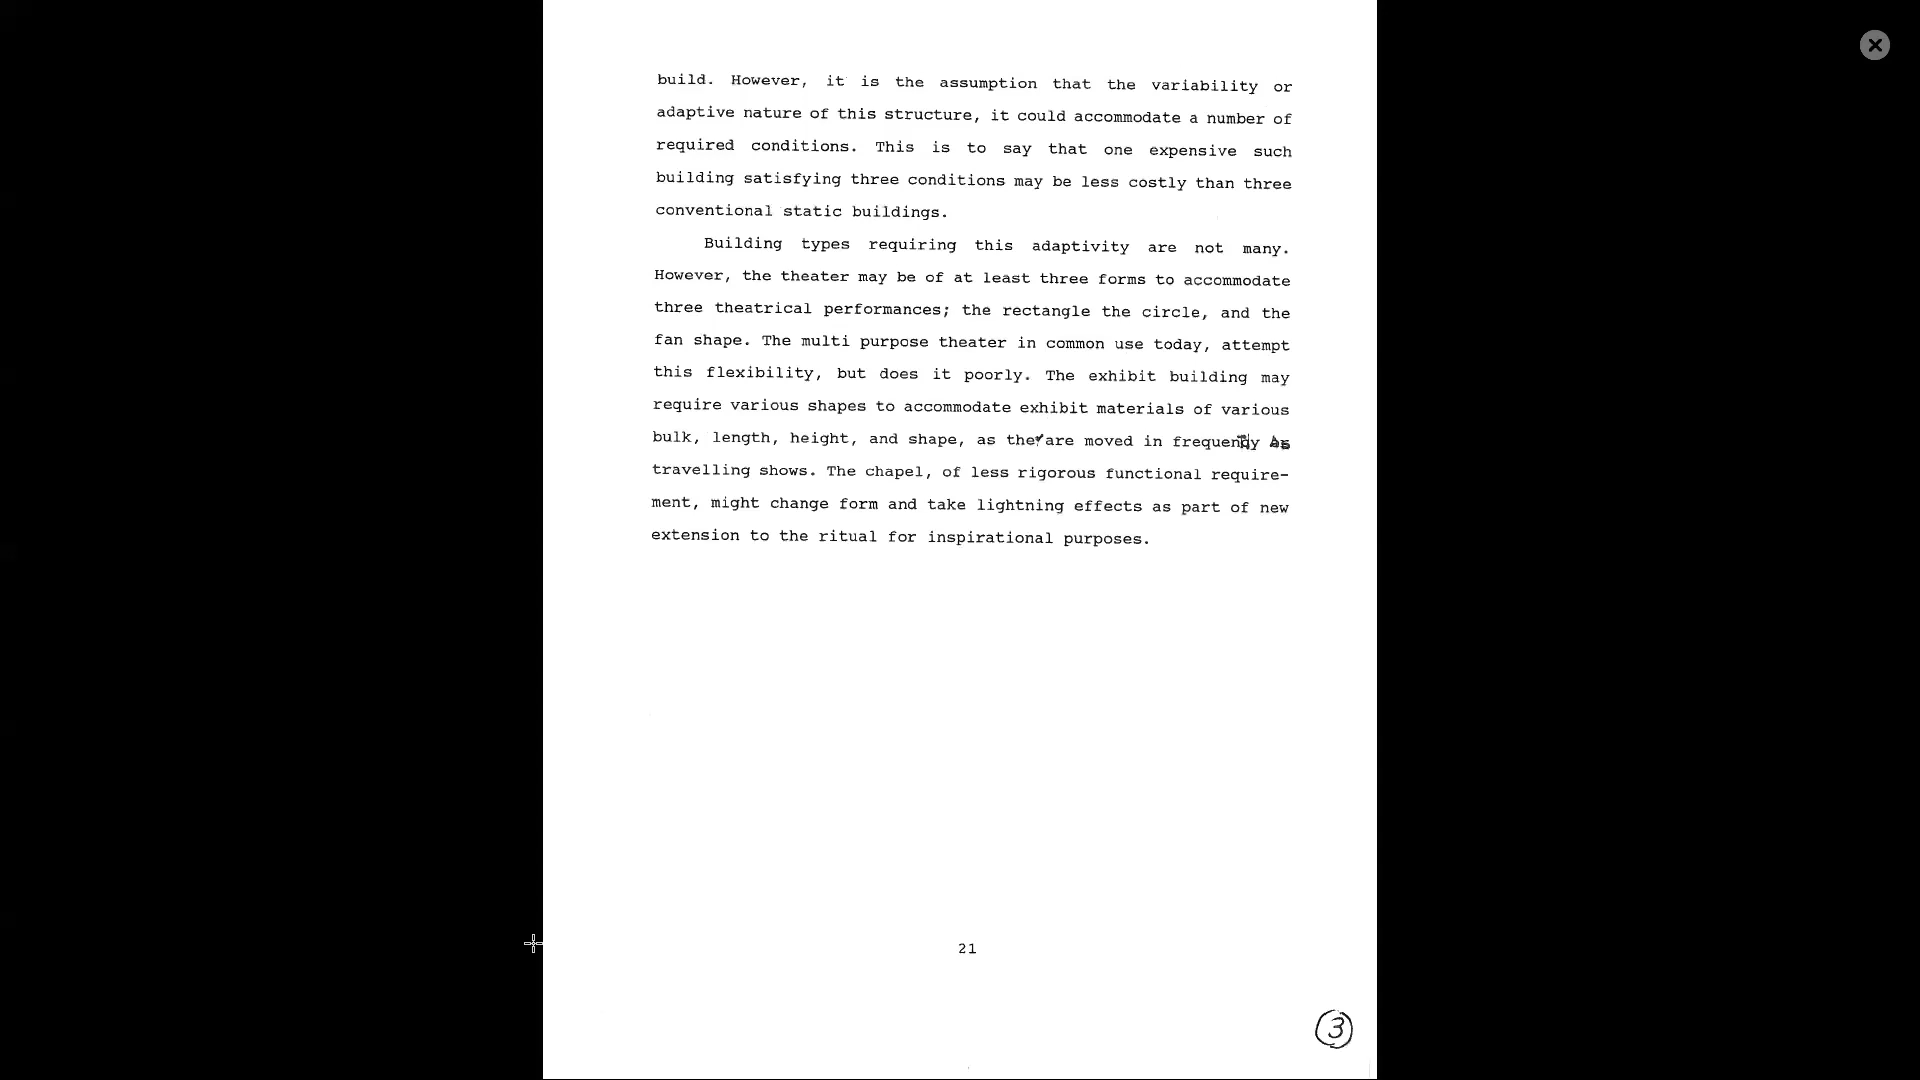 build. However, it is the assumption that the variability or
adaptive nature of this structure, it could accommodate a number of
required conditions. This is to say that one expensive such
building satisfying three conditions may be less costly than three
conventional static buildings.
Building types requiring this adaptivity are not many.
However, the theater may be of at least three forms to accommodate
three theatrical performances; the rectangle the circle, and the
fan shape. The multi purpose theater in common use today, attempt
this flexibility, but does it poorly. The exhibit building may
require various shapes to accommodate exhibit materials of various
bulk, length, height, and shape, as they are moved in frequently as
travelling shows. The chapel, of less rigorous functional require-
ment, might change form and take lightning effects as part of new
extension to the ritual for inspirational purposes.
21
3